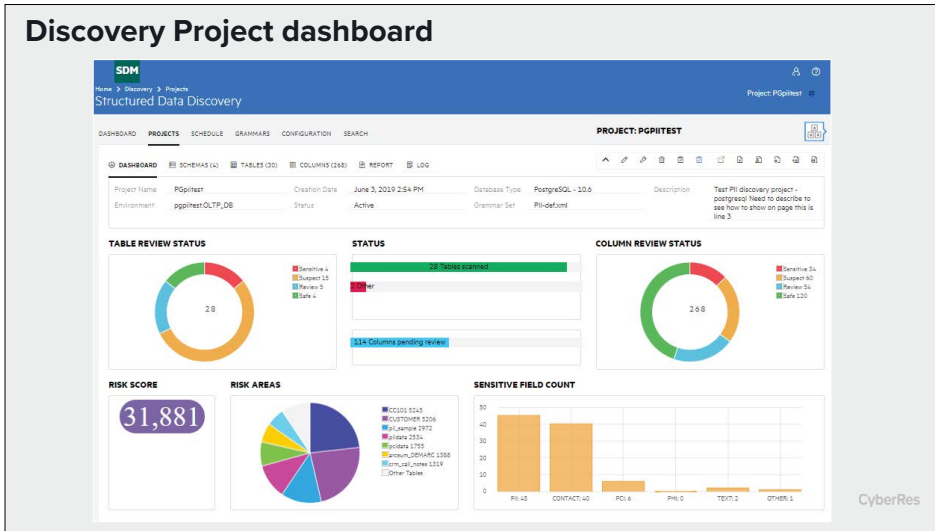 Discovery Project dashboard
SDM
Home > Discovery > Projects
Structured Data Discovery
Project: PGpiitest
DASHBOARD PROJECTS SCHEDULE GRAMMARS CONFIGURATION SEARCH
PROJECT: PGPIITEST
DASHBOARD SCHEMAS (4) TABLES (30) COLUMNS (268) REPORT LOG
Project Name PGpiitest Creation Date June 3, 2019 2:54 PM Database Type PostgreSQL - 10.6 Description Test PII discovery project -
postgresql Need to describe to
Environment pgpiitest.OLTP_DB Status Active Grammar Set PII-def.xml see how to show on page this is
line 3
TABLE REVIEW STATUS
28
Sensitive 4
Suspect 15
Review 5
Safe 4
STATUS
28 Tables scanned
2 Other
114 Columns pending review
COLUMN REVIEW STATUS
268
Sensitive 34
Suspect 60
Review 54
Safe 120
RISK SCORE
31,881
RISK AREAS
CC101 5245
CUSTOMER 5206
pii_sample 2972
piidata 2534
pcidata 1755
arcsum_DEMARC 1388
crm_call_notes 1319
Other Tables
SENSITIVE FIELD COUNT
50
40
30
20
10
0
PII: 45 CONTACT: 40 PCI: 6 PHI: 0 TEXT: 2 OTHER: 1
CyberRes